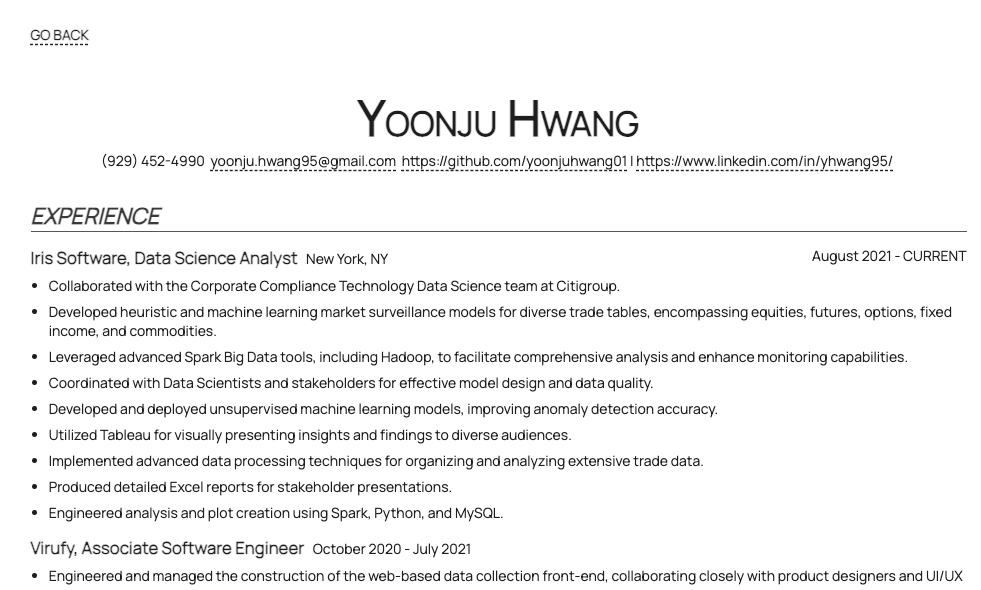 GO BACK
Yoonju Hwang
(929) 452-4990 yoonju.hwang95@gmail.com https://github.com/yoonjuhwang01 | https://www.linkedin.com/in/yhwang95/
EXPERIENCE
Iris Software, Data Science Analyst New York, NY August 2021 - CURRENT
• Collaborated with the Corporate Compliance Technology Data Science team at Citigroup.
• Developed heuristic and machine learning market surveillance models for diverse trade tables, encompassing equities, futures, options, fixed
income, and commodities.
• Leveraged advanced Spark Big Data tools, including Hadoop, to facilitate comprehensive analysis and enhance monitoring capabilities.
• Coordinated with Data Scientists and stakeholders for effective model design and data quality.
• Developed and deployed unsupervised machine learning models, improving anomaly detection accuracy.
• Utilized Tableau for visually presenting insights and findings to diverse audiences.
• Implemented advanced data processing techniques for organizing and analyzing extensive trade data.
• Produced detailed Excel reports for stakeholder presentations.
• Engineered analysis and plot creation using Spark, Python, and MySQL.
Virufy, Associate Software Engineer October 2020 - July 2021
• Engineered and managed the construction of the web-based data collection front-end, collaborating closely with product designers and UI/UX